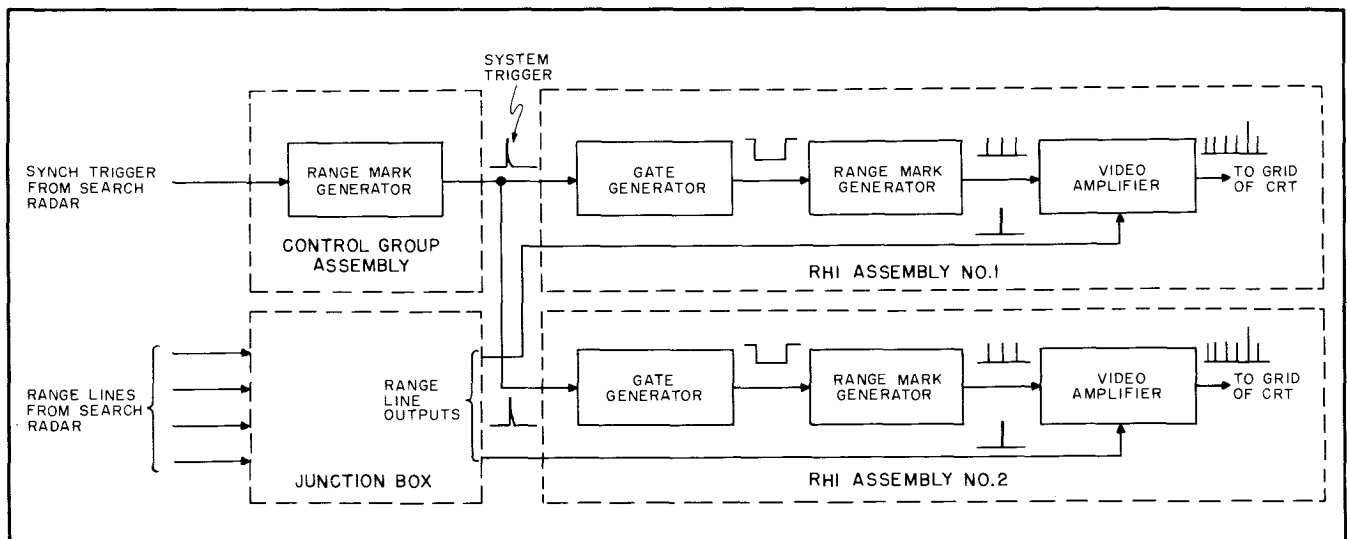 SYSTEM
TRIGGER
SYNCH TRIGGER
FROM SEARCH
RADAR
RANGE MARK
GENERATOR
CONTROL GROUP
ASSEMBLY
GATE
GENERATOR
RANGE MARK
GENERATOR
VIDEO
AMPLIFIER
TO GRID
OF CRT
RHI ASSEMBLY NO.1
RANGE LINES
FROM SEARCH
RADAR
RANGE
LINE
OUTPUTS
JUNCTION BOX
GATE
GENERATOR
RANGE MARK
GENERATOR
VIDEO
AMPLIFIER
TO GRID
OF CRT
RHI ASSEMBLY NO.2